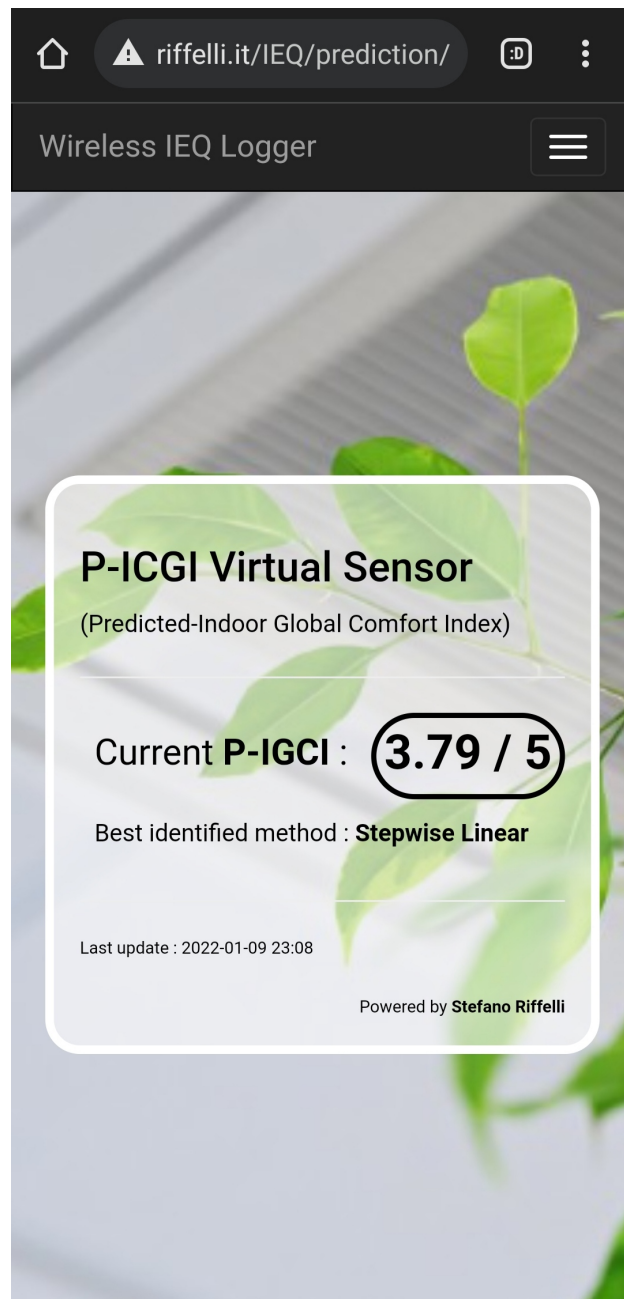 riffelli.it/IEQ/prediction/ :D
Wireless IEQ Logger
P-ICGI Virtual Sensor
(Predicted-Indoor Global Comfort Index)
Current P-IGCI : 3.79 / 5
Best identified method : Stepwise Linear
Last update : 2022-01-09 23:08
Powered by Stefano Riffelli